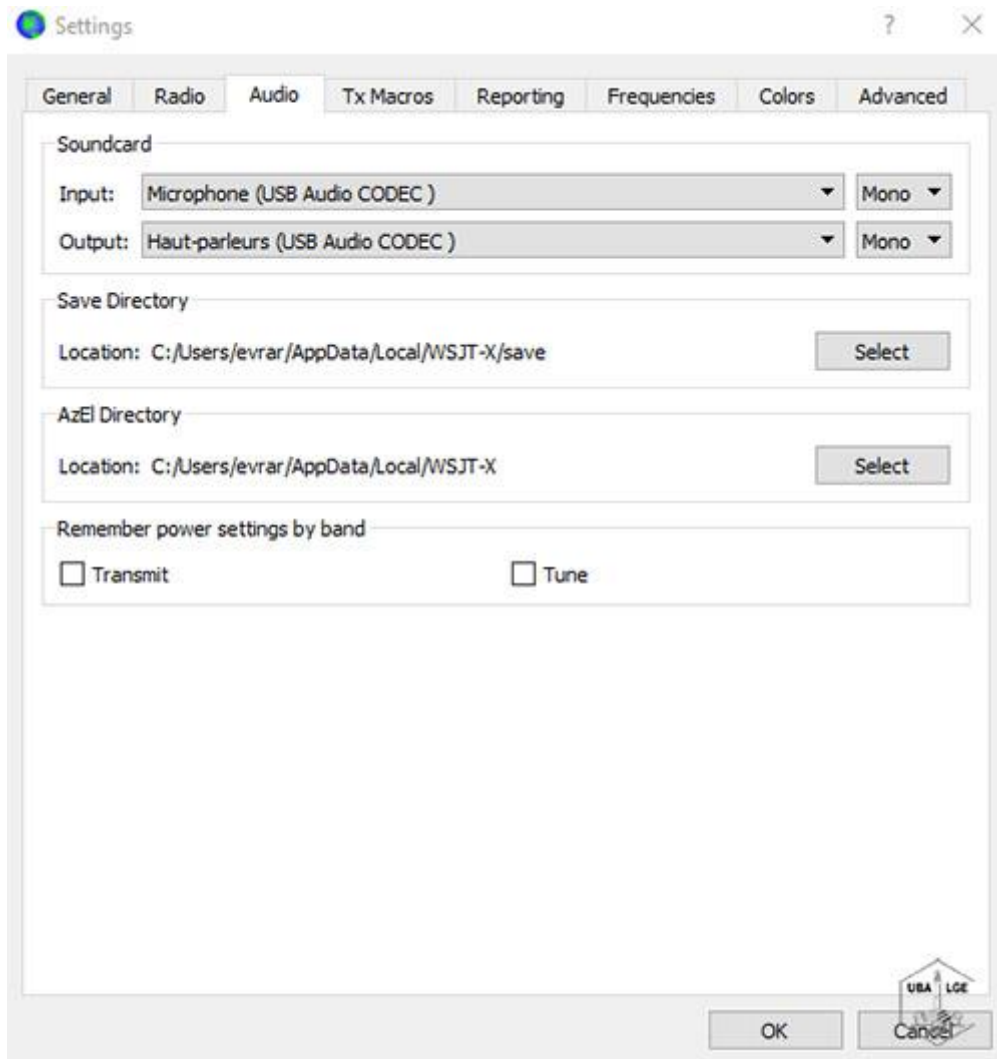 Settings
General Radio Audio Tx Macros Reporting Frequencies Colors Advanced
Soundcard
Input: Microphone (USB Audio CODEC ) Mono
Output: Haut-parleurs (USB Audio CODEC ) Mono
Save Directory
Location: C:/Users/evrar/AppData/Local/WSJT-X/save Select
AzEl Directory
Location: C:/Users/evrar/AppData/Local/WSJT-X Select
Remember power settings by band
Transmit Tune
UBA LGE
OK Cancel